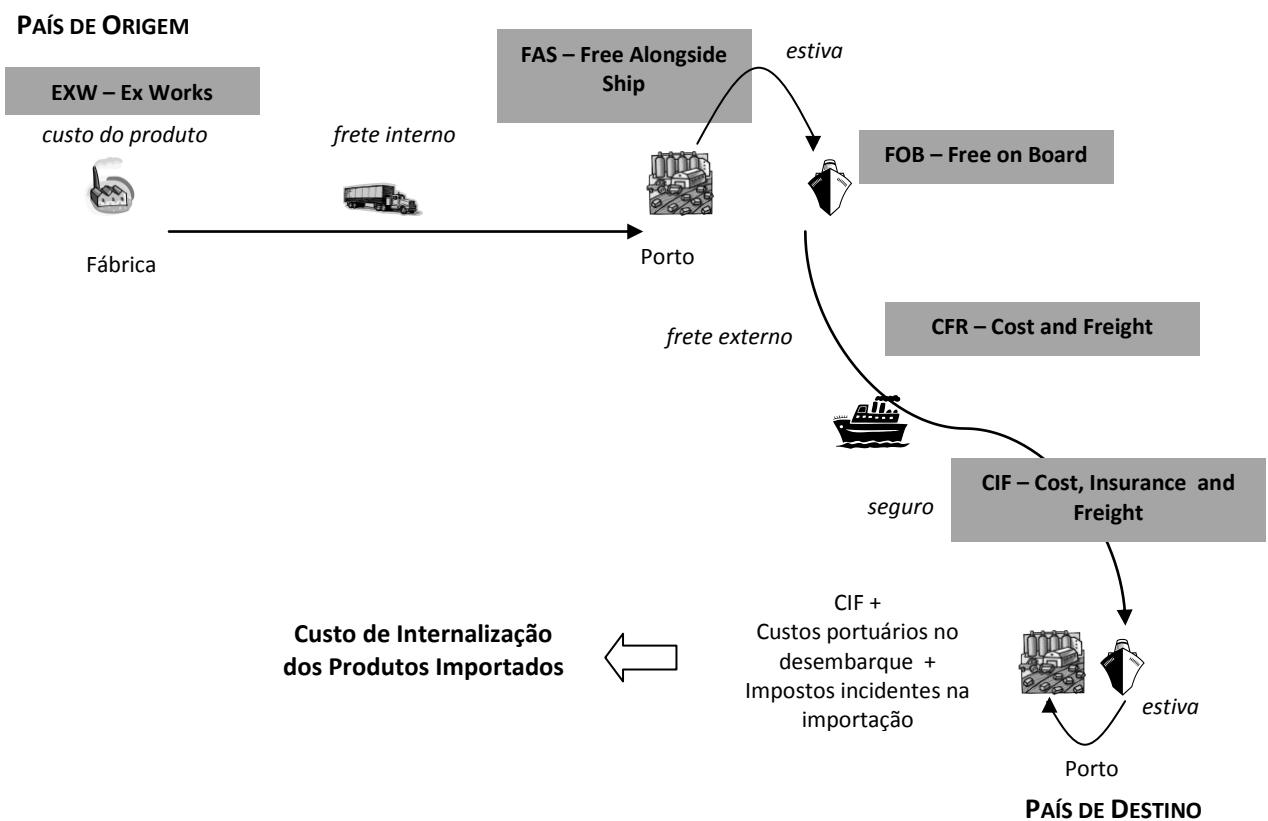 PAÍS DE ORIGEM
EXW – Ex Works
custo do produto
Fábrica
frete interno
FAS – Free Alongside
Ship
estiva
Porto
FOB – Free on Board
frete externo
CFR – Cost and Freight
seguro
CIF – Cost, Insurance and
Freight
Custo de Internalização
dos Produtos Importados
CIF +
Custos portuários no
desembarque +
Impostos incidentes na
importação
estiva
Porto
PAÍS DE DESTINO